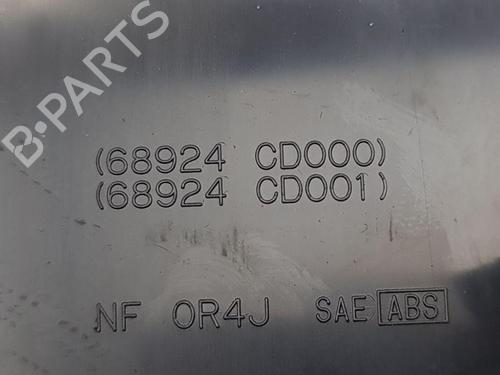 B-PARTS
(68924 CD000)
(68924 CD001)
NF 0R4J SAE ABS